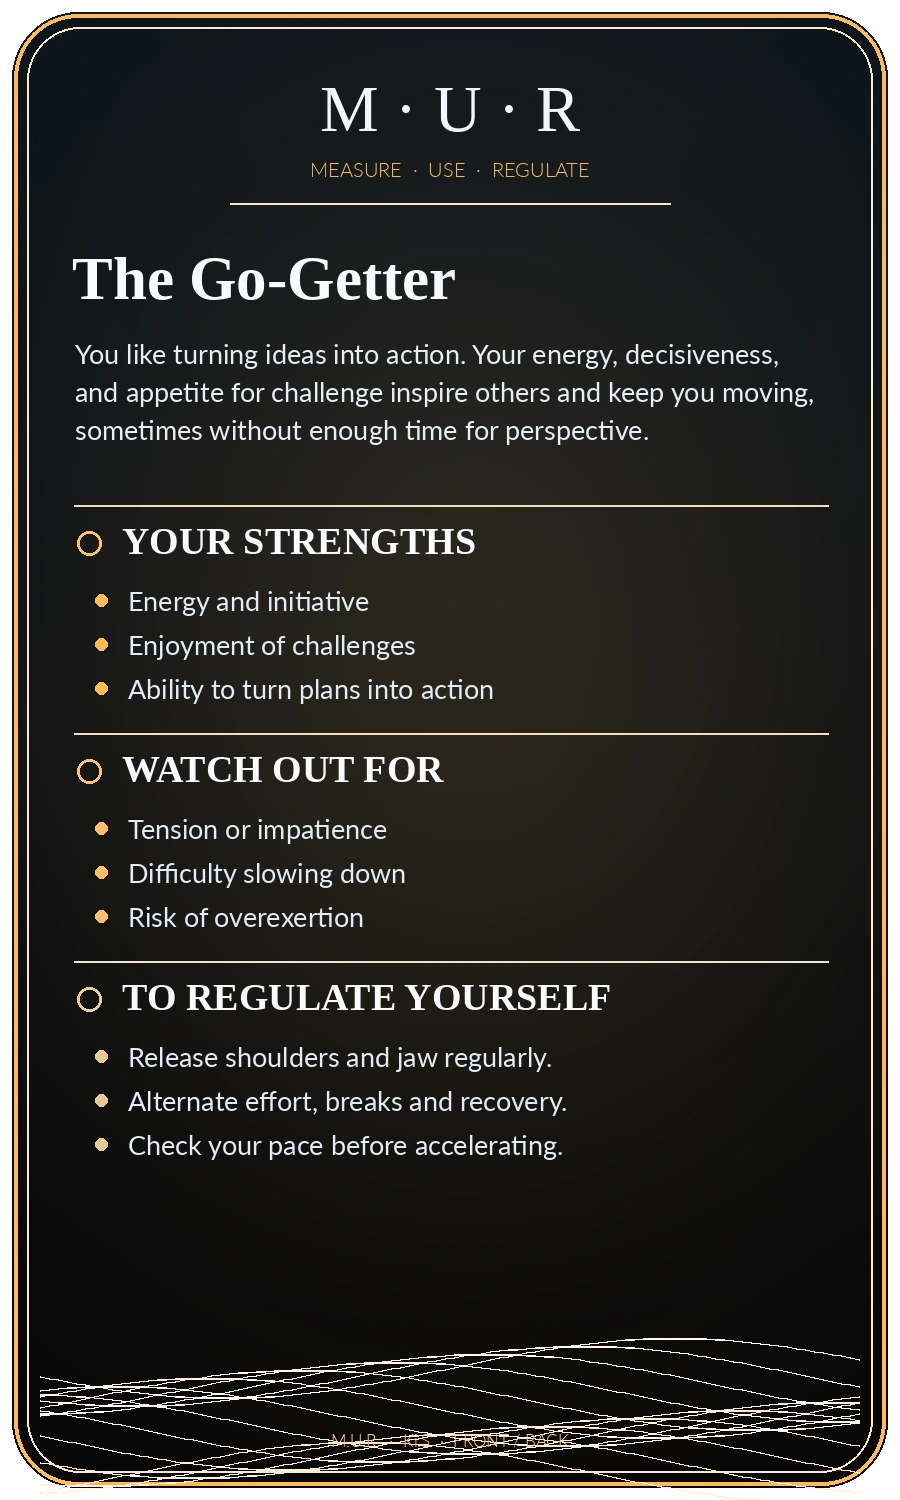 M · U · R
MEASURE · USE · REGULATE
The Go-Getter
You like turning ideas into action. Your energy, decisiveness,
and appetite for challenge inspire others and keep you moving,
sometimes without enough time for perspective.
YOUR STRENGTHS
Energy and initiative
Enjoyment of challenges
Ability to turn plans into action
WATCH OUT FOR
Tension or impatience
Difficulty slowing down
Risk of overexertion
TO REGULATE YOURSELF
Release shoulders and jaw regularly.
Alternate effort, breaks and recovery.
Check your pace before accelerating.
M.U.R. · · FRONT / BACK